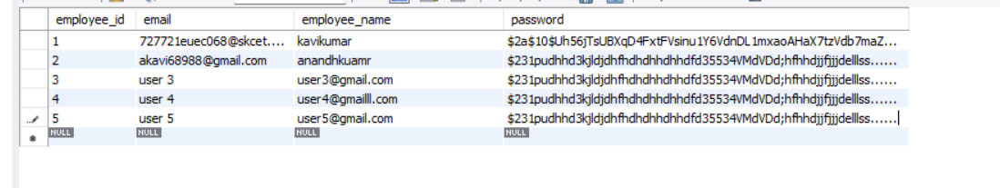 employee_id email employee_name password
1 727721euec068@skcet.... kavikumar $2a$10$Uh56jTsUBXqD4FxtFVsinu1Y6VdnDL1mxaoAHaX7tzVdb7maZ...
2 akavi68988@gmail.com anandhkuamr $231pudhhd3kjldjdhfhdhdhhdhhdfd35534VMdVDd;hfhhdjjfjjjdelllss......
3 user 3 user3@gmail.com $231pudhhd3kjldjdhfhdhdhhdhhdfd35534VMdVDd;hfhhdjjfjjjdelllss......
4 user 4 user4@gmailll.com $231pudhhd3kjldjdhfhdhdhhdhhdfd35534VMdVDd;hfhhdjjfjjjdelllss......
5 user 5 user5@gmail.com $231pudhhd3kjldjdhfhdhdhhdhhdfd35534VMdVDd;hfhhdjjfjjjdelllss......
NULL NULL NULL NULL